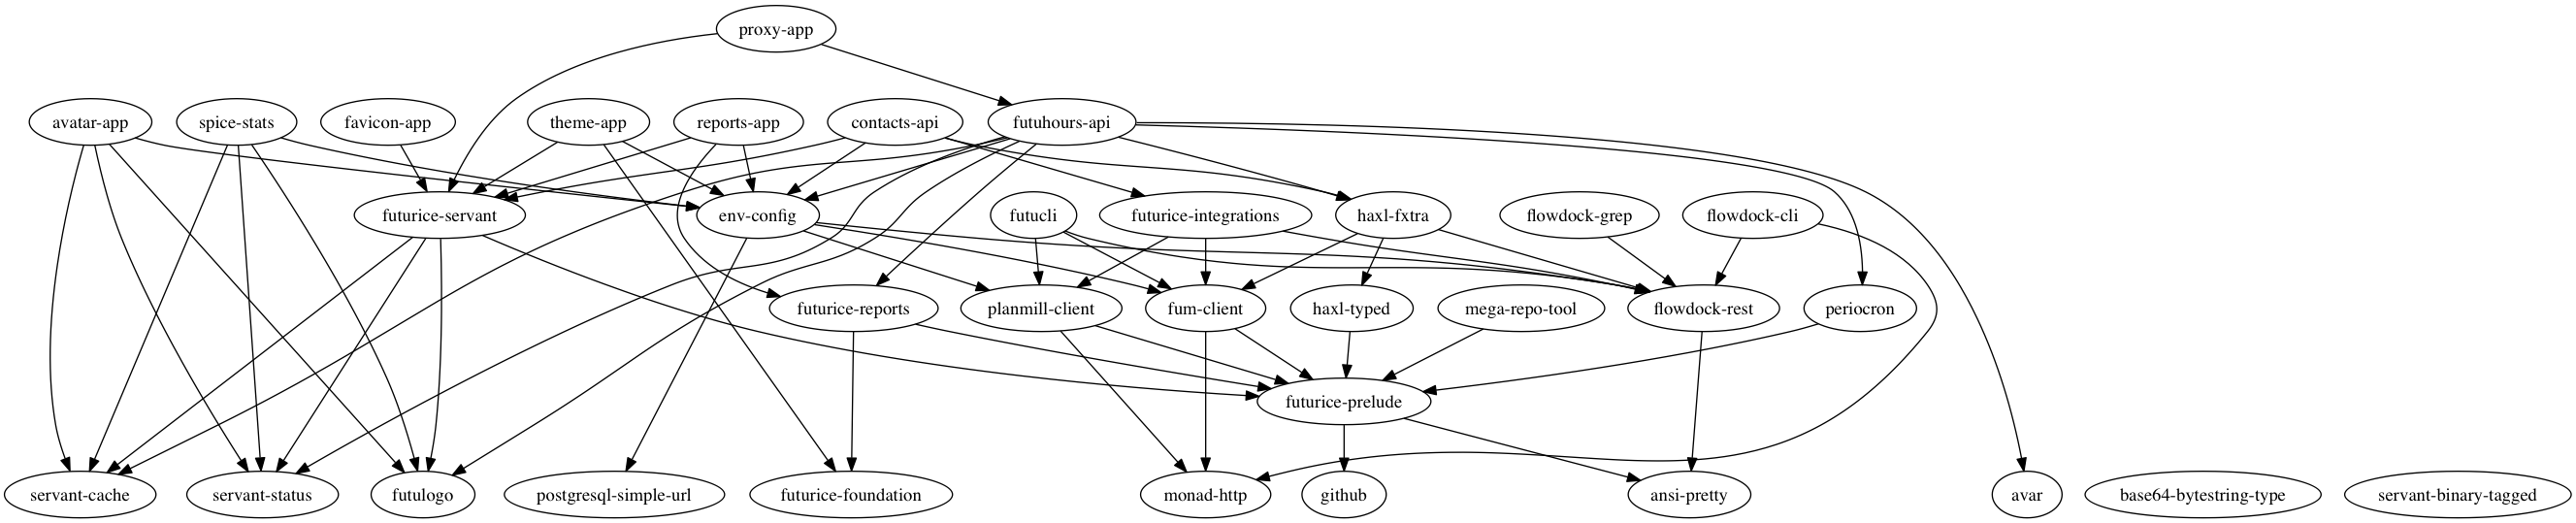 proxy-app
avatar-app
spice-stats
favicon-app
theme-app
reports-app
contacts-api
futuhours-api
futurice-servant
env-config
futucli
futurice-integrations
haxl-fxtra
flowdock-grep
flowdock-cli
futurice-reports
planmill-client
fum-client
haxl-typed
mega-repo-tool
flowdock-rest
periocron
futurice-prelude
servant-cache
servant-status
futulogo
postgresql-simple-url
futurice-foundation
monad-http
github
ansi-pretty
avar
base64-bytestring-type
servant-binary-tagged